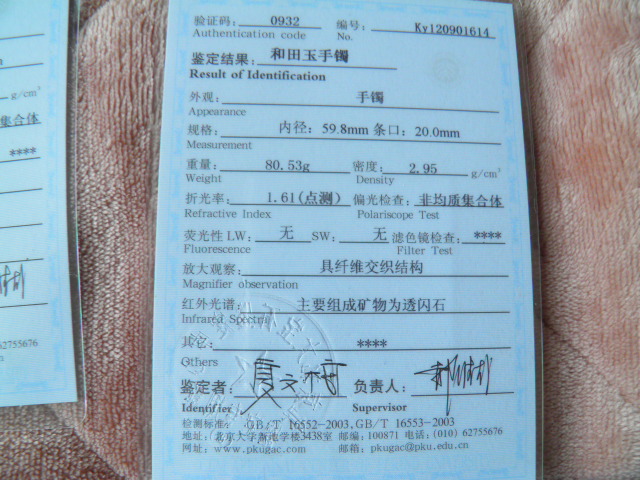 验证码: 0932 编号: Ky120901614
Authentication code No.
鉴定结果: 和田玉手镯
Result of Identification
外观: 手镯
Appearance
规格: 内径: 59.8mm 条口: 20.0mm
Measurement
重量: 80.53g 密度: 2.95 g/cm³
Weight Density
折光率: 1.61(点测) 偏光检查: 非均质集合体
Refractive Index Polariscope Test
荧光性 LW: 无 SW: 无 滤色镜检查: ****
Fluorescence Filter Test
放大观察: 具纤维交织结构
Magnifier observation
红外光谱: 主要组成矿物为透闪石
Infrared Spectra
其它: ****
Others
鉴定者: 夏文 负责人:
Identifier Supervisor
检测标准: GB/T 16552-2003,GB/T 16553-2003
地址: 北京大学新地学楼3438室 邮编: 100871 电话: (010) 62755676
网址: www.pkugac.com 邮箱: pkugac@pku.edu.cn
g/cm³
集合体
****
62755676